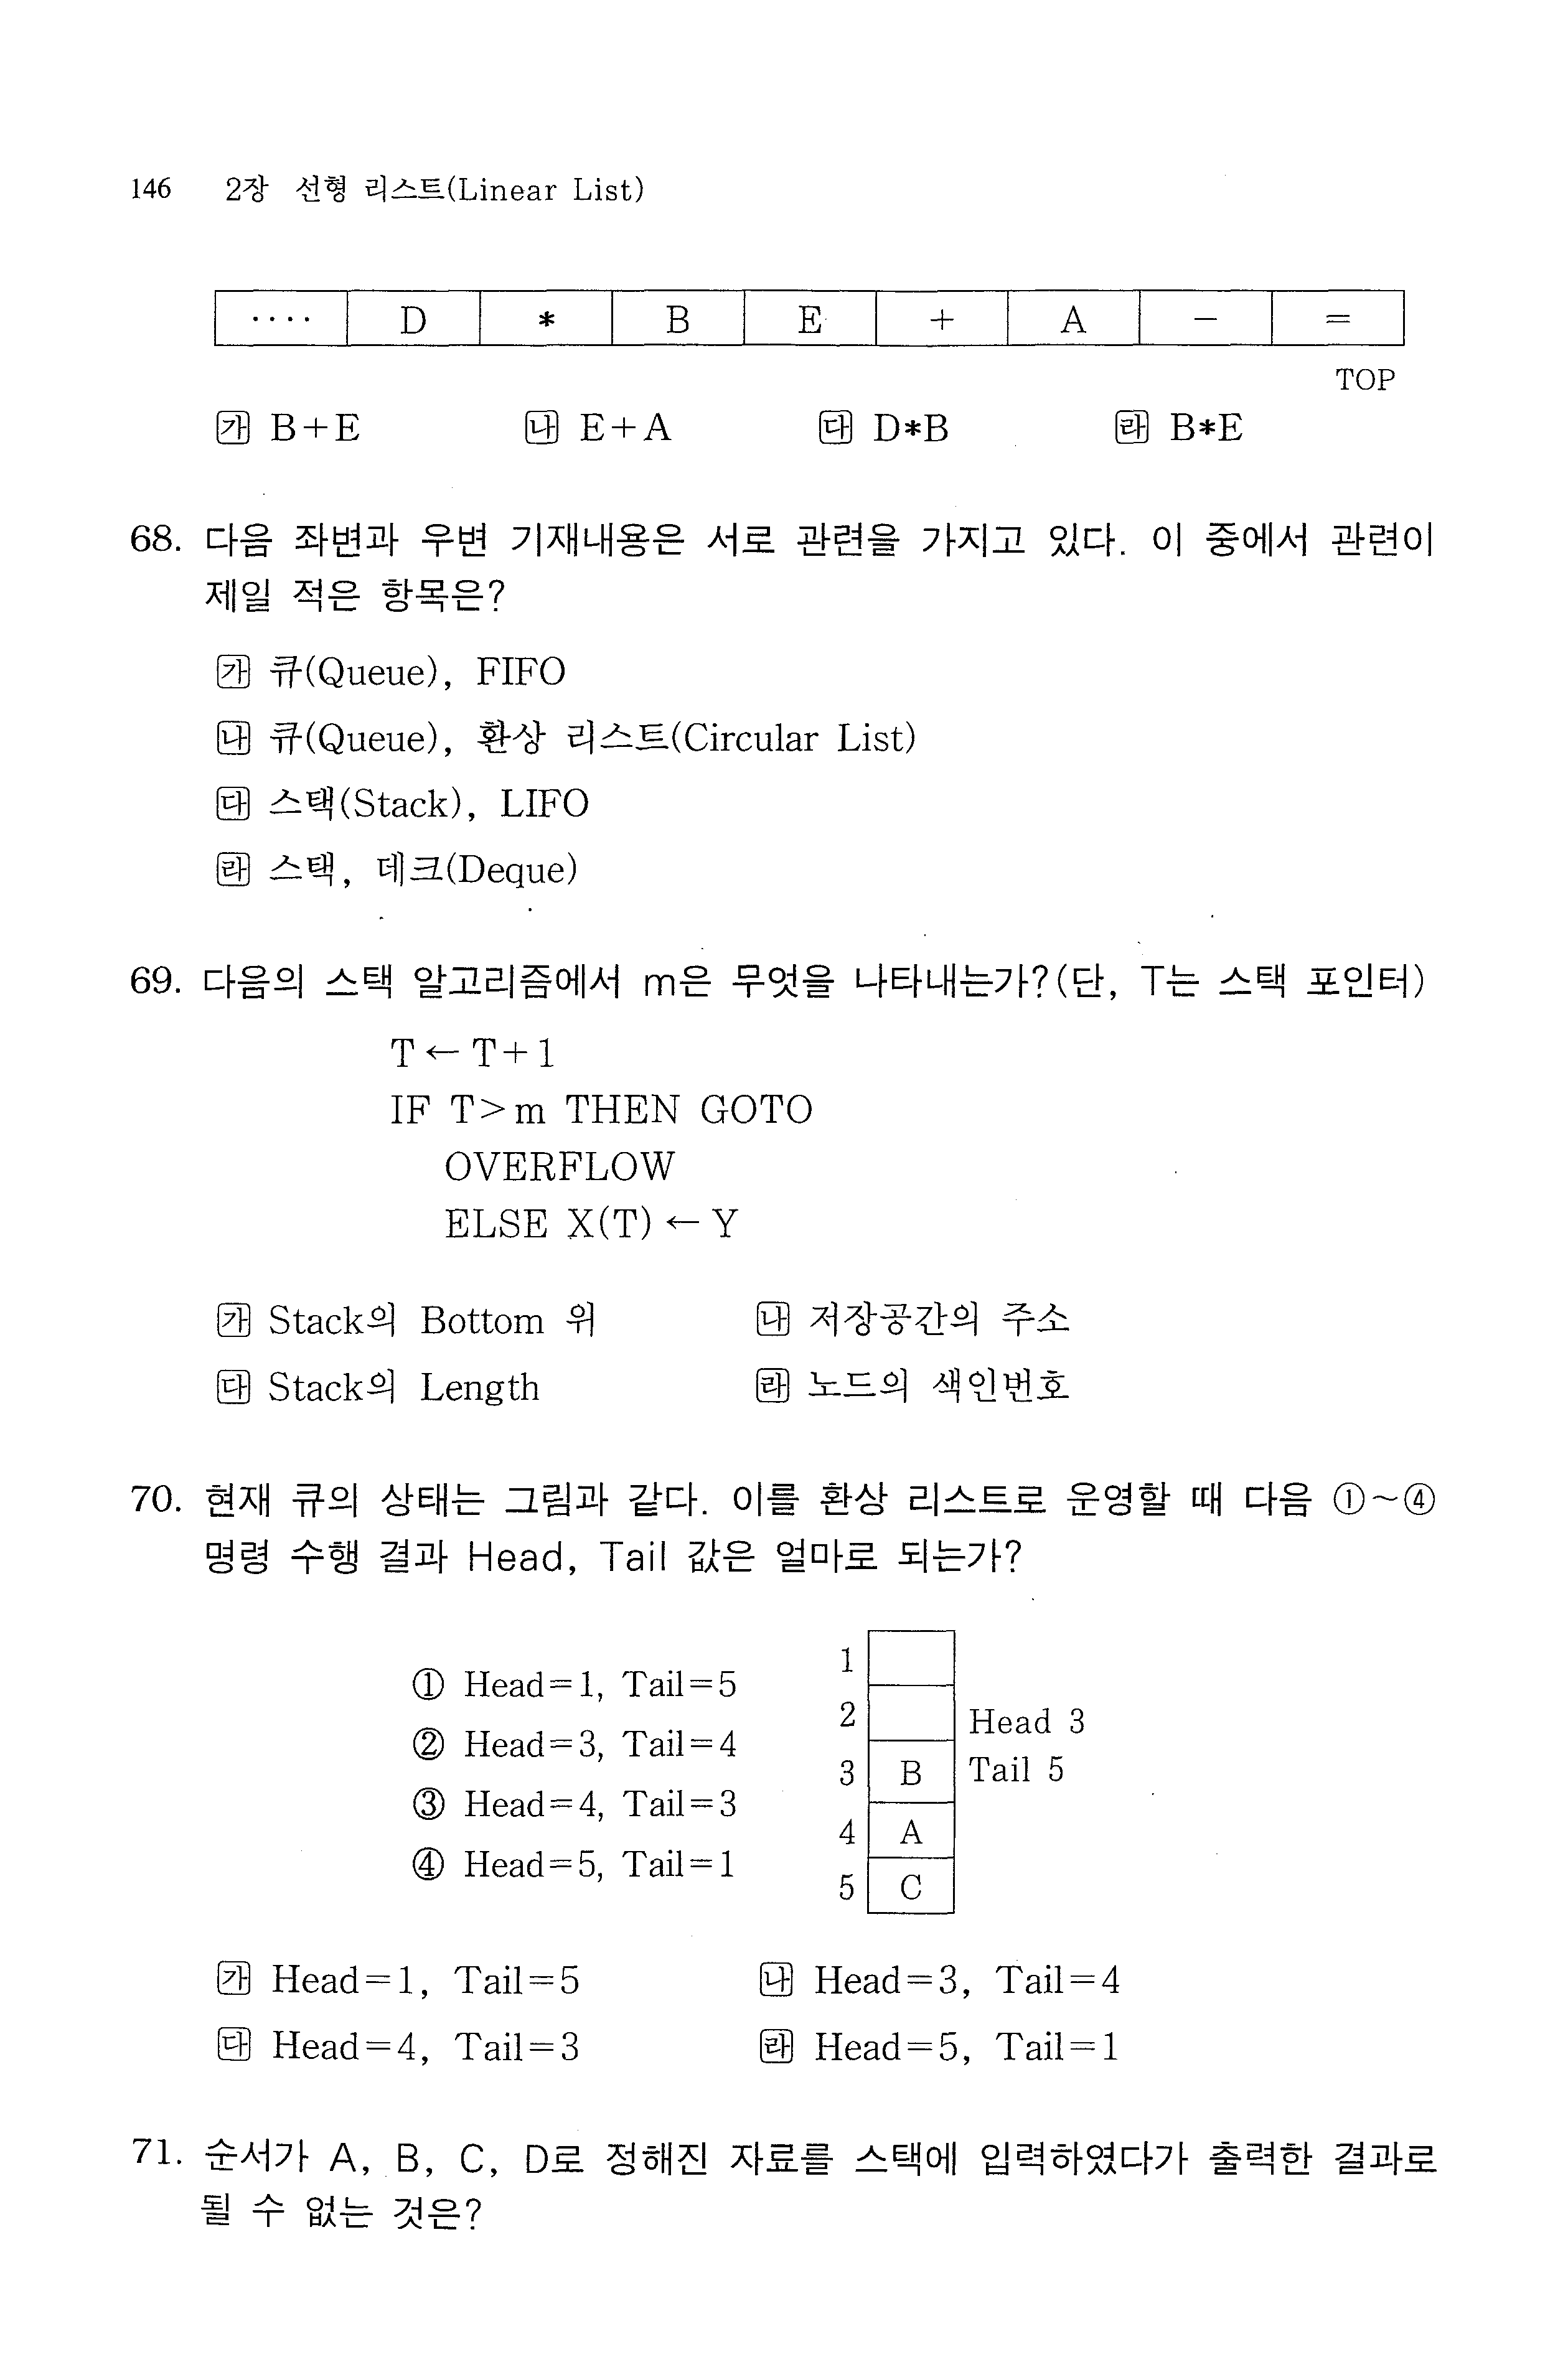 146 2장 선형 리스트(Linear List)
···· D * B E + A − =
TOP
㉮ B+E ㉯ E+A ㉰ D*B ㉱ B*E
68. 다음 좌변과 우변 기재내용은 서로 관련을 가지고 있다. 이 중에서 관련이
제일 적은 항목은?
㉮ 큐(Queue), FIFO
㉯ 큐(Queue), 환상 리스트(Circular List)
㉰ 스택(Stack), LIFO
㉱ 스택, 데크(Deque)
69. 다음의 스택 알고리즘에서 m은 무엇을 나타내는가?(단, T는 스택 포인터)
T←T+1
IF T>m THEN GOTO
OVERFLOW
ELSE X(T)←Y
㉮ Stack의 Bottom 위 ㉯ 저장공간의 주소
㉰ Stack의 Length ㉱ 노드의 색인번호
70. 현재 큐의 상태는 그림과 같다. 이를 환상 리스트로 운영할 때 다음 ①~④
명령 수행 결과 Head, Tail 값은 얼마로 되는가?
① Head=1, Tail=5
② Head=3, Tail=4
③ Head=4, Tail=3
④ Head=5, Tail=1
1
2 Head 3
3 B Tail 5
4 A
5 C
㉮ Head=1, Tail=5 ㉯ Head=3, Tail=4
㉰ Head=4, Tail=3 ㉱ Head=5, Tail=1
71. 순서가 A, B, C, D로 정해진 자료를 스택에 입력하였다가 출력한 결과로
될 수 없는 것은?